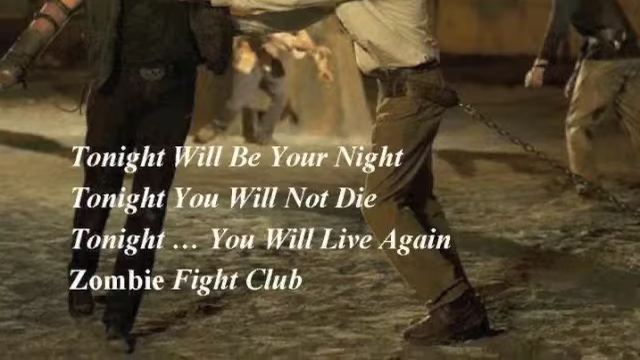 Tonight Will Be Your Night
Tonight You Will Not Die
Tonight … You Will Live Again
Zombie Fight Club